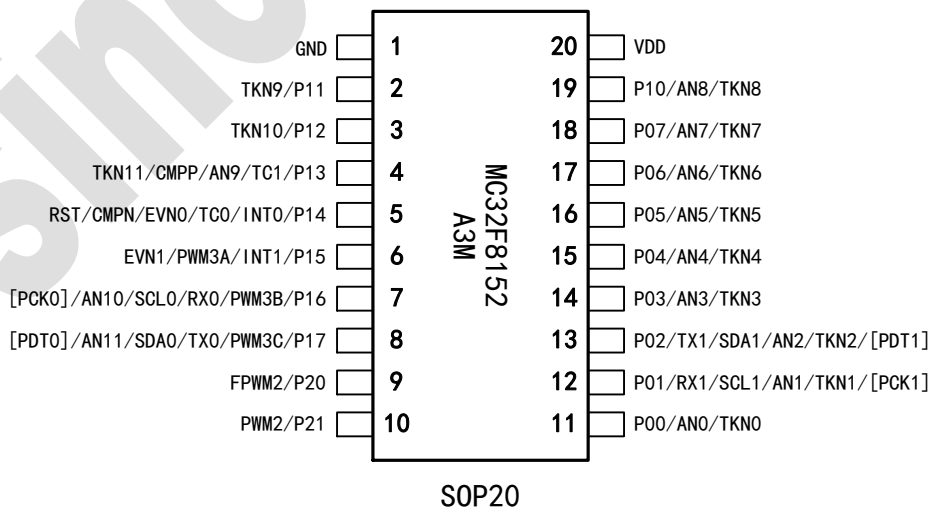 GND 1 20 VDD
TKN9/P11 2 19 P10/AN8/TKN8
TKN10/P12 3 18 P07/AN7/TKN7
TKN11/CMPP/AN9/TC1/P13 4 17 P06/AN6/TKN6
RST/CMPN/EVN0/TC0/INT0/P14 5 16 P05/AN5/TKN5
EVN1/PWM3A/INT1/P15 6 15 P04/AN4/TKN4
[PCK0]/AN10/SCL0/RX0/PWM3B/P16 7 14 P03/AN3/TKN3
[PDT0]/AN11/SDA0/TX0/PWM3C/P17 8 13 P02/TX1/SDA1/AN2/TKN2/[PDT1]
FPWM2/P20 9 12 P01/RX1/SCL1/AN1/TKN1/[PCK1]
PWM2/P21 10 11 P00/AN0/TKN0
MC32F8152
A3M
SOP20